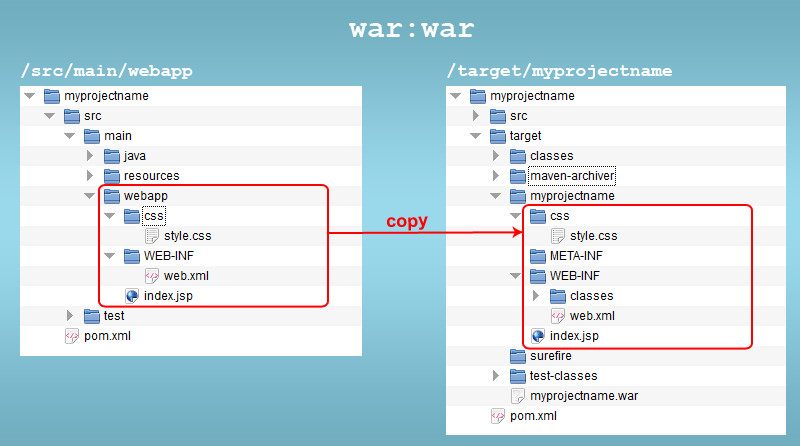 war:war
/src/main/webapp
myprojectname
src
main
java
resources
webapp
css
style.css
WEB-INF
web.xml
index.jsp
test
pom.xml
copy
/target/myprojectname
myprojectname
src
target
classes
maven-archiver
myprojectname
css
style.css
META-INF
WEB-INF
classes
web.xml
index.jsp
surefire
test-classes
myprojectname.war
pom.xml